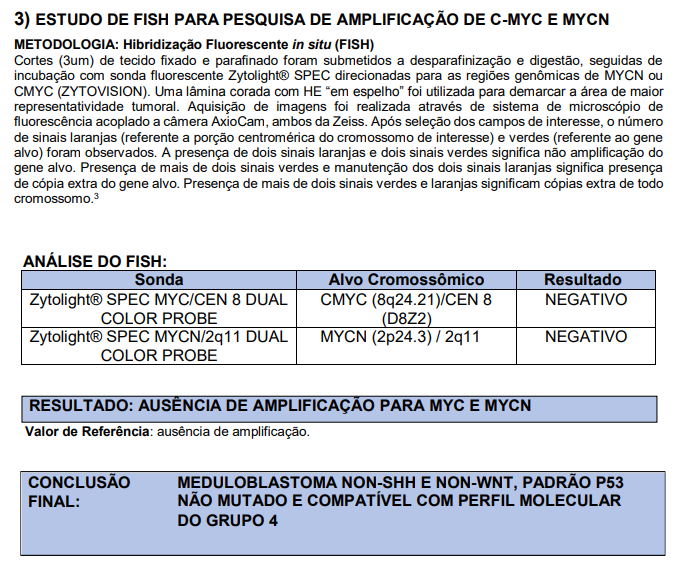 3) ESTUDO DE FISH PARA PESQUISA DE AMPLIFICAÇÃO DE C-MYC E MYCN
METODOLOGIA: Hibridização Fluorescente in situ (FISH)
Cortes (3um) de tecido fixado e parafinado foram submetidos a desparafinização e digestão, seguidas de
incubação com sonda fluorescente Zytolight® SPEC direcionadas para as regiões genômicas de MYCN ou
CMYC (ZYTOVISION). Uma lâmina corada com HE “em espelho” foi utilizada para demarcar a área de maior
representatividade tumoral. Aquisição de imagens foi realizada através de sistema de microscópio de
fluorescência acoplado a câmera AxioCam, ambos da Zeiss. Após seleção dos campos de interesse, o número
de sinais laranjas (referente a porção centromérica do cromossomo de interesse) e verdes (referente ao gene
alvo) foram observados. A presença de dois sinais laranjas e dois sinais verdes significa não amplificação do
gene alvo. Presença de mais de dois sinais verdes e manutenção dos dois sinais laranjas significa presença
de cópia extra do gene alvo. Presença de mais de dois sinais verdes e laranjas significam cópias extra de todo
cromossomo.3
ANÁLISE DO FISH:
Sonda Alvo Cromossômico Resultado
Zytolight® SPEC MYC/CEN 8 DUAL CMYC (8q24.21)/CEN 8 NEGATIVO
COLOR PROBE (D8Z2)
Zytolight® SPEC MYCN/2q11 DUAL MYCN (2p24.3) / 2q11 NEGATIVO
COLOR PROBE
RESULTADO: AUSÊNCIA DE AMPLIFICAÇÃO PARA MYC E MYCN
Valor de Referência: ausência de amplificação.
CONCLUSÃO MEDULOBLASTOMA NON-SHH E NON-WNT, PADRÃO P53
FINAL: NÃO MUTADO E COMPATÍVEL COM PERFIL MOLECULAR
DO GRUPO 4